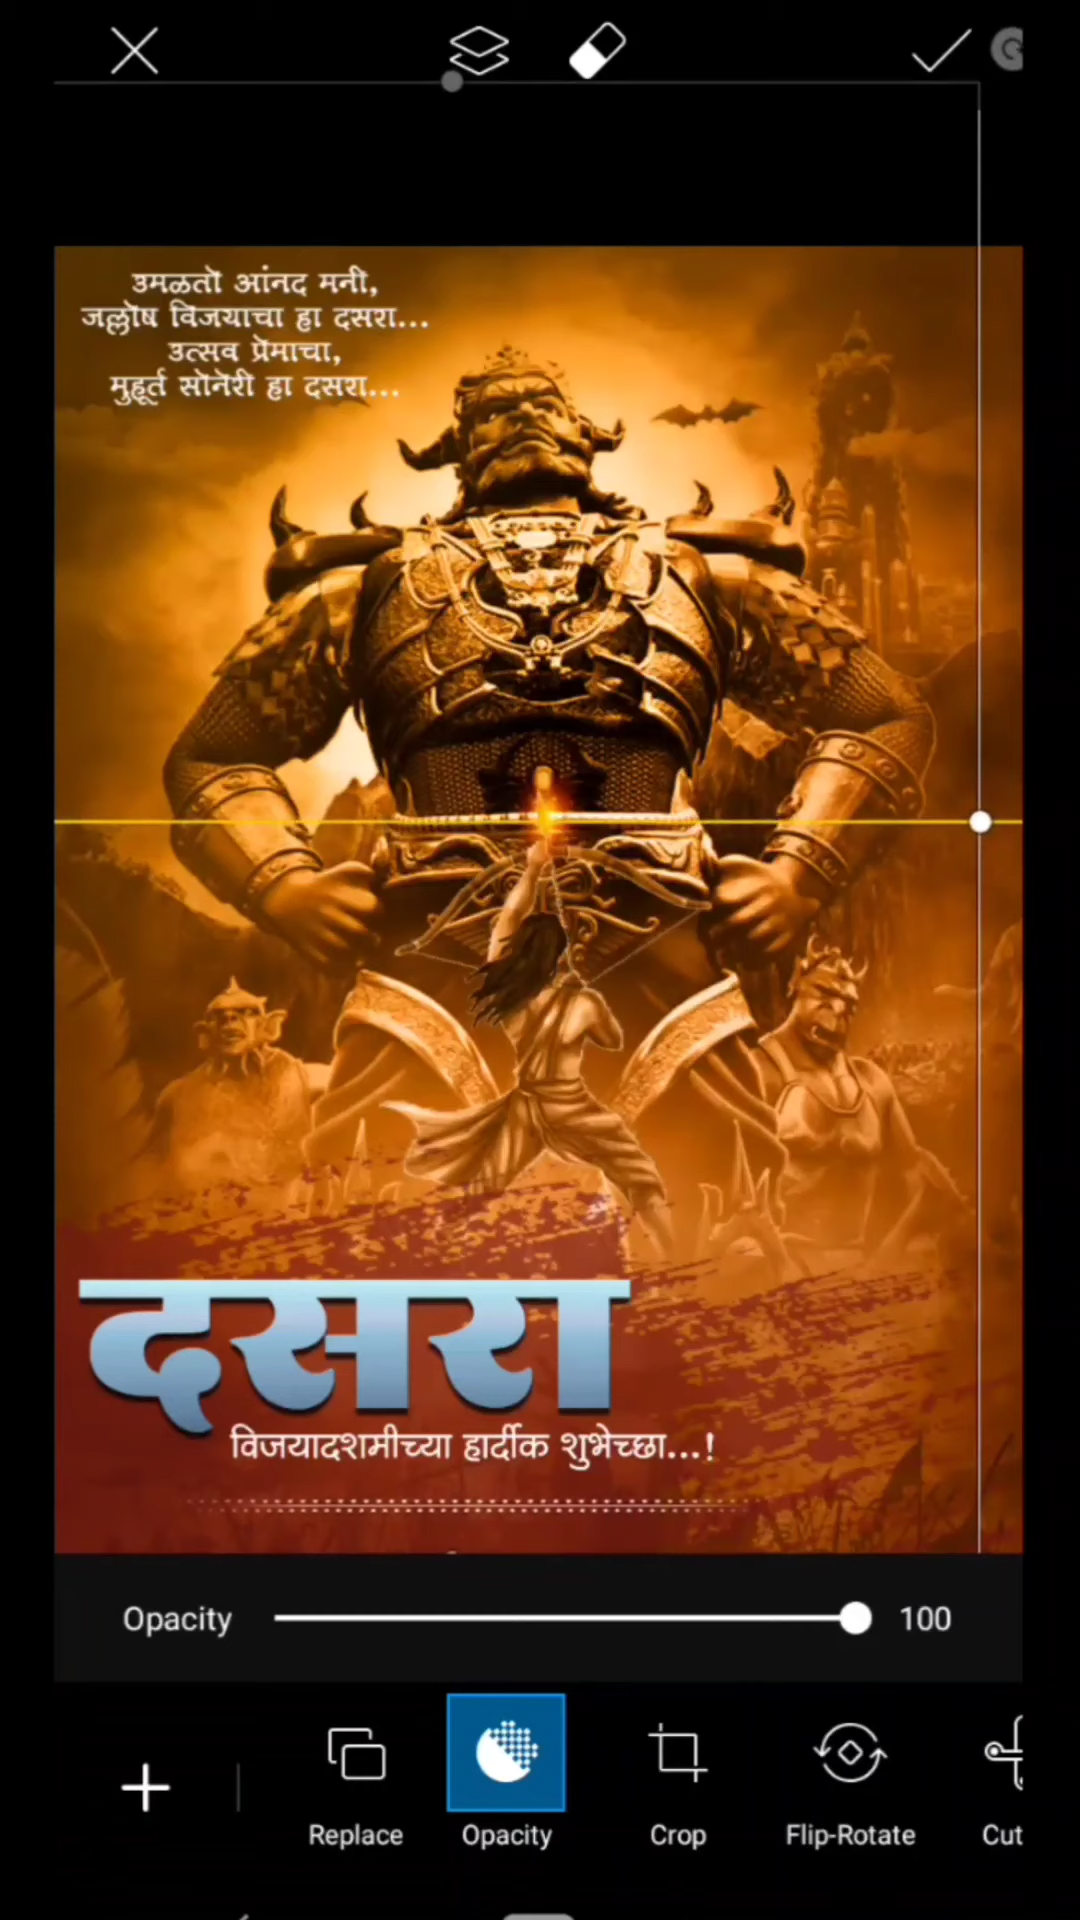 उमळतो आंनद मनी,
जल्लोष विजयाचा हा दसरा...
उत्सव प्रेमाचा,
मुहूर्त सोनेरी हा दसरा...
दसरा
विजयादशमीच्या हार्दीक शुभेच्छा...!
Opacity 100
Replace Opacity Crop Flip-Rotate Cut